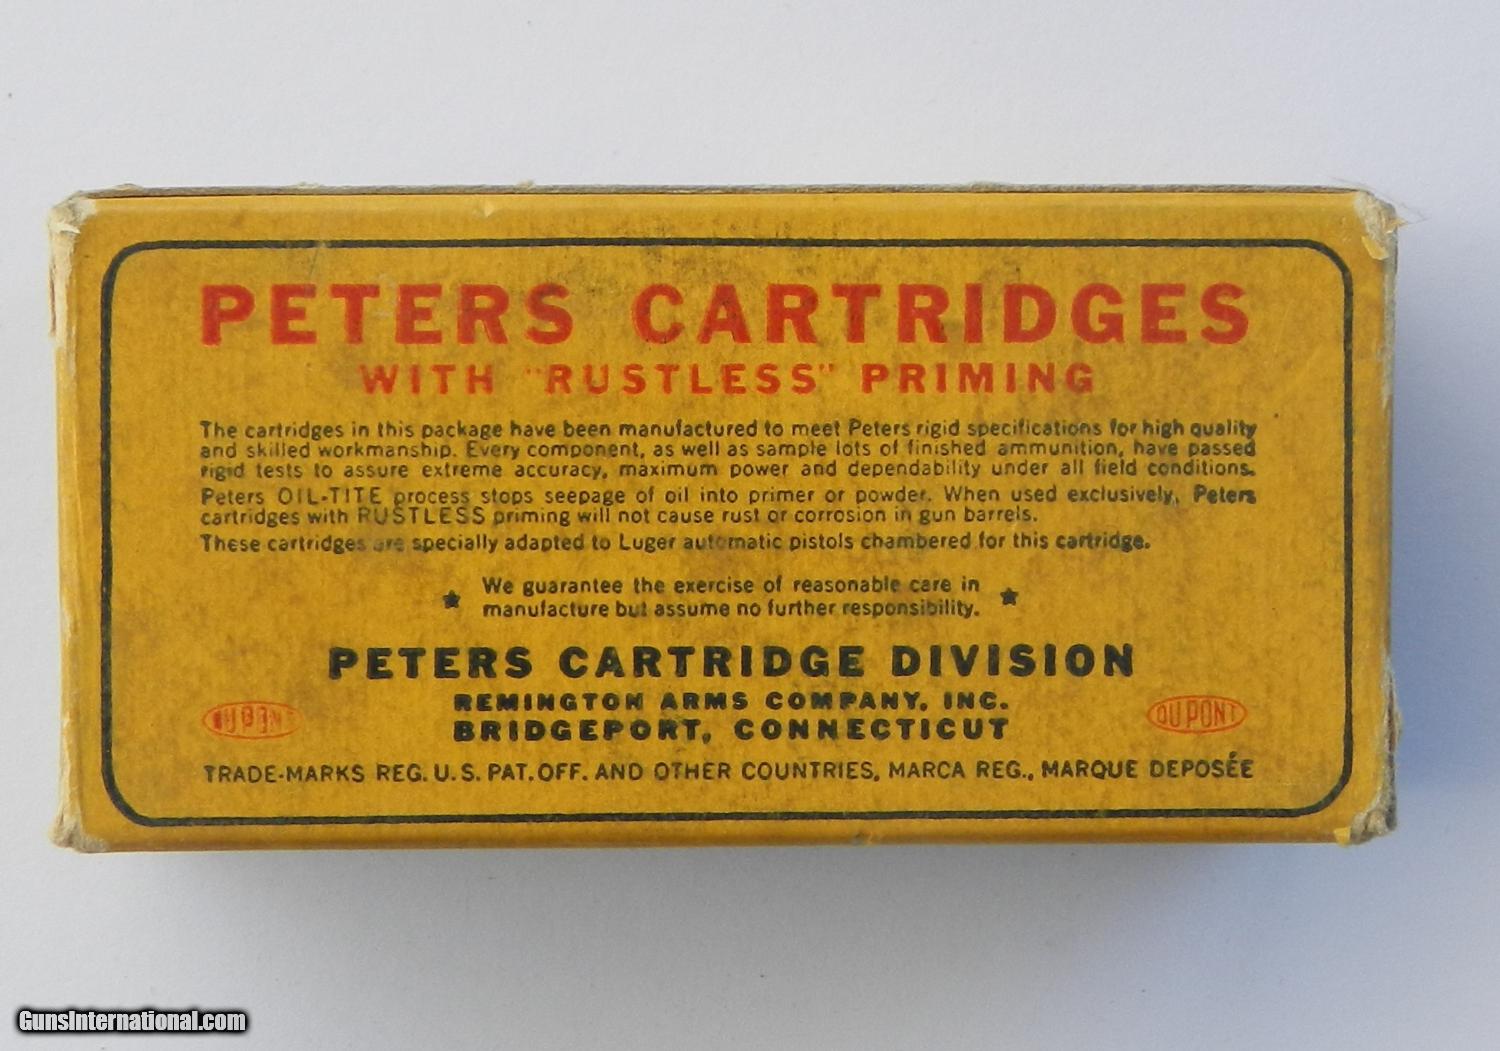 PETERS CARTRIDGES
WITH "RUSTLESS" PRIMING
The cartridges in this package have been manufactured to meet Peters rigid specifications for high quality
and skilled workmanship. Every component, as well as sample lots of finished ammunition, have passed
rigid tests to assure extreme accuracy, maximum power and dependability under all field conditions.
Peters OIL-TITE process stops seepage of oil into primer or powder. When used exclusively, Peters
cartridges with RUSTLESS priming will not cause rust or corrosion in gun barrels.
These cartridges are specially adapted to Luger automatic pistols chambered for this cartridge.
We guarantee the exercise of reasonable care in
manufacture but assume no further responsibility.
PETERS CARTRIDGE DIVISION
REMINGTON ARMS COMPANY, INC.
BRIDGEPORT, CONNECTICUT
DU PONT
DU PONT
TRADE-MARKS REG. U.S. PAT. OFF. AND OTHER COUNTRIES, MARCA REG., MARQUE DEPOSÉE
GunsInternational.com